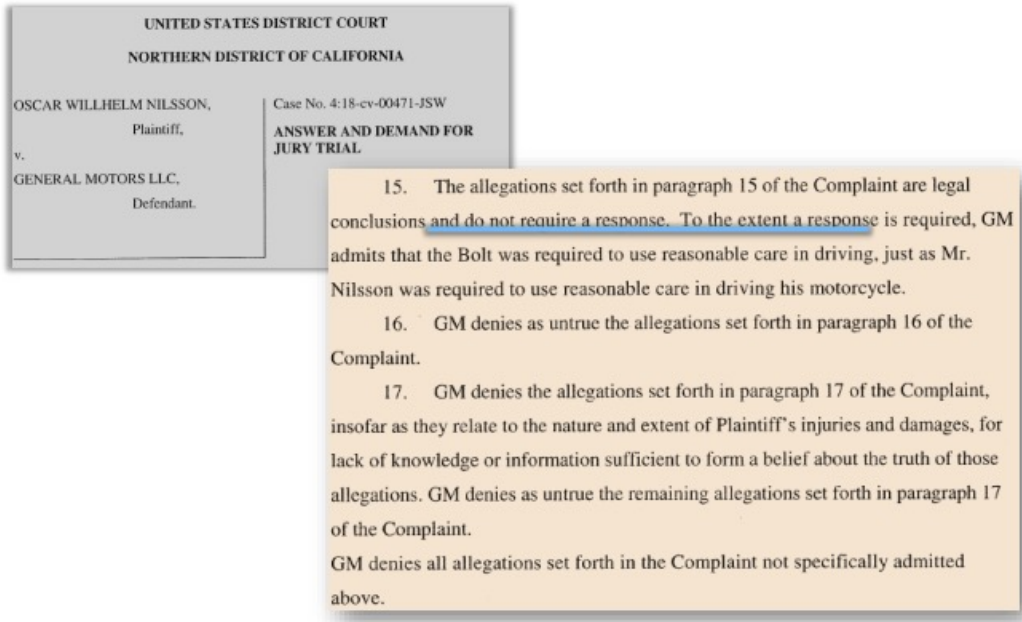 UNITED STATES DISTRICT COURT
NORTHERN DISTRICT OF CALIFORNIA
OSCAR WILLHELM NILSSON,
Plaintiff,
v.
GENERAL MOTORS LLC,
Defendant.
Case No. 4:18-cv-00471-JSW
ANSWER AND DEMAND FOR
JURY TRIAL
15. The allegations set forth in paragraph 15 of the Complaint are legal
conclusions and do not require a response. To the extent a response is required, GM
admits that the Bolt was required to use reasonable care in driving, just as Mr.
Nilsson was required to use reasonable care in driving his motorcycle.
16. GM denies as untrue the allegations set forth in paragraph 16 of the
Complaint.
17. GM denies the allegations set forth in paragraph 17 of the Complaint,
insofar as they relate to the nature and extent of Plaintiff's injuries and damages, for
lack of knowledge or information sufficient to form a belief about the truth of those
allegations. GM denies as untrue the remaining allegations set forth in paragraph 17
of the Complaint.
GM denies all allegations set forth in the Complaint not specifically admitted
above.